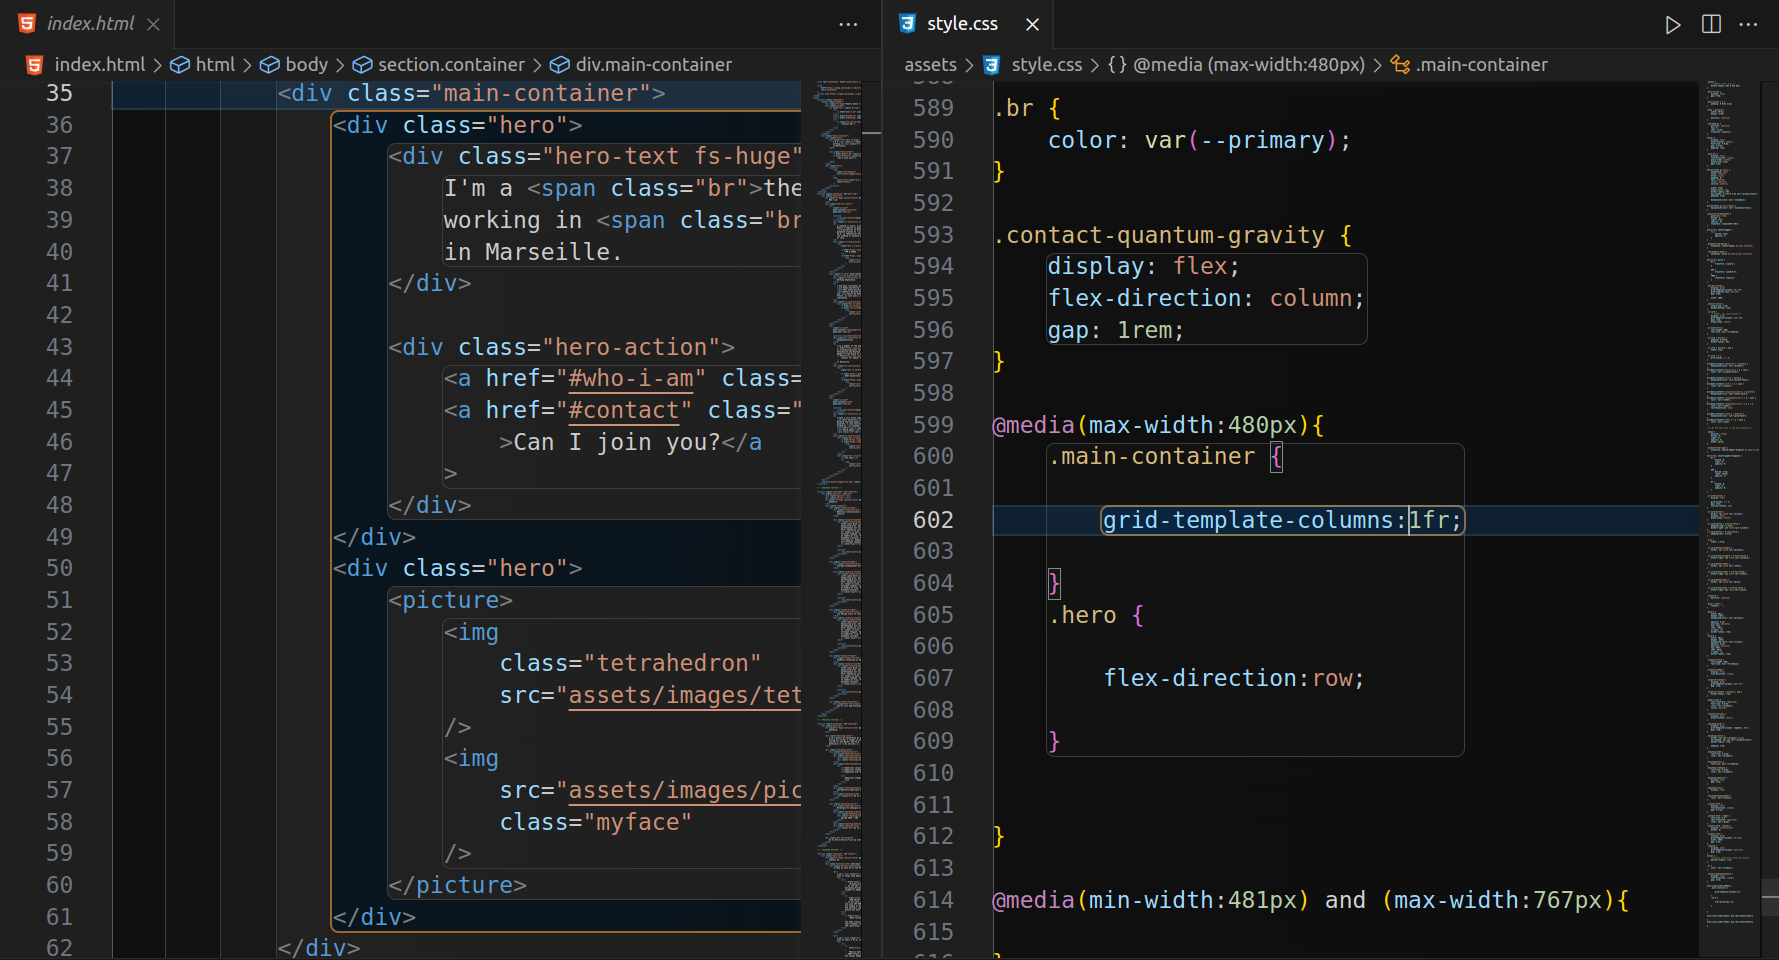 index.html
style.css
index.html > html > body > section.container > div.main-container
35 <div class="main-container">
36 <div class="hero">
37 <div class="hero-text fs-huge"
38 I'm a <span class="br">the
39 working in <span class="br
40 in Marseille.
41 </div>
42
43 <div class="hero-action">
44 <a href="#who-i-am" class=
45 <a href="#contact" class="
46 >Can I join you?</a
47 >
48 </div>
49 </div>
50 <div class="hero">
51 <picture>
52 <img
53 class="tetrahedron"
54 src="assets/images/tet
55 />
56 <img
57 src="assets/images/pic
58 class="myface"
59 />
60 </picture>
61 </div>
62 </div>
assets > style.css > {} @media (max-width:480px) > .main-container
589 .br {
590 color: var(--primary);
591 }
592
593 .contact-quantum-gravity {
594 display: flex;
595 flex-direction: column;
596 gap: 1rem;
597 }
598
599 @media(max-width:480px){
600 .main-container {
601
602 grid-template-columns:1fr;
603
604 }
605 .hero {
606
607 flex-direction:row;
608
609 }
610
611
612 }
613
614 @media(min-width:481px) and (max-width:767px){
615